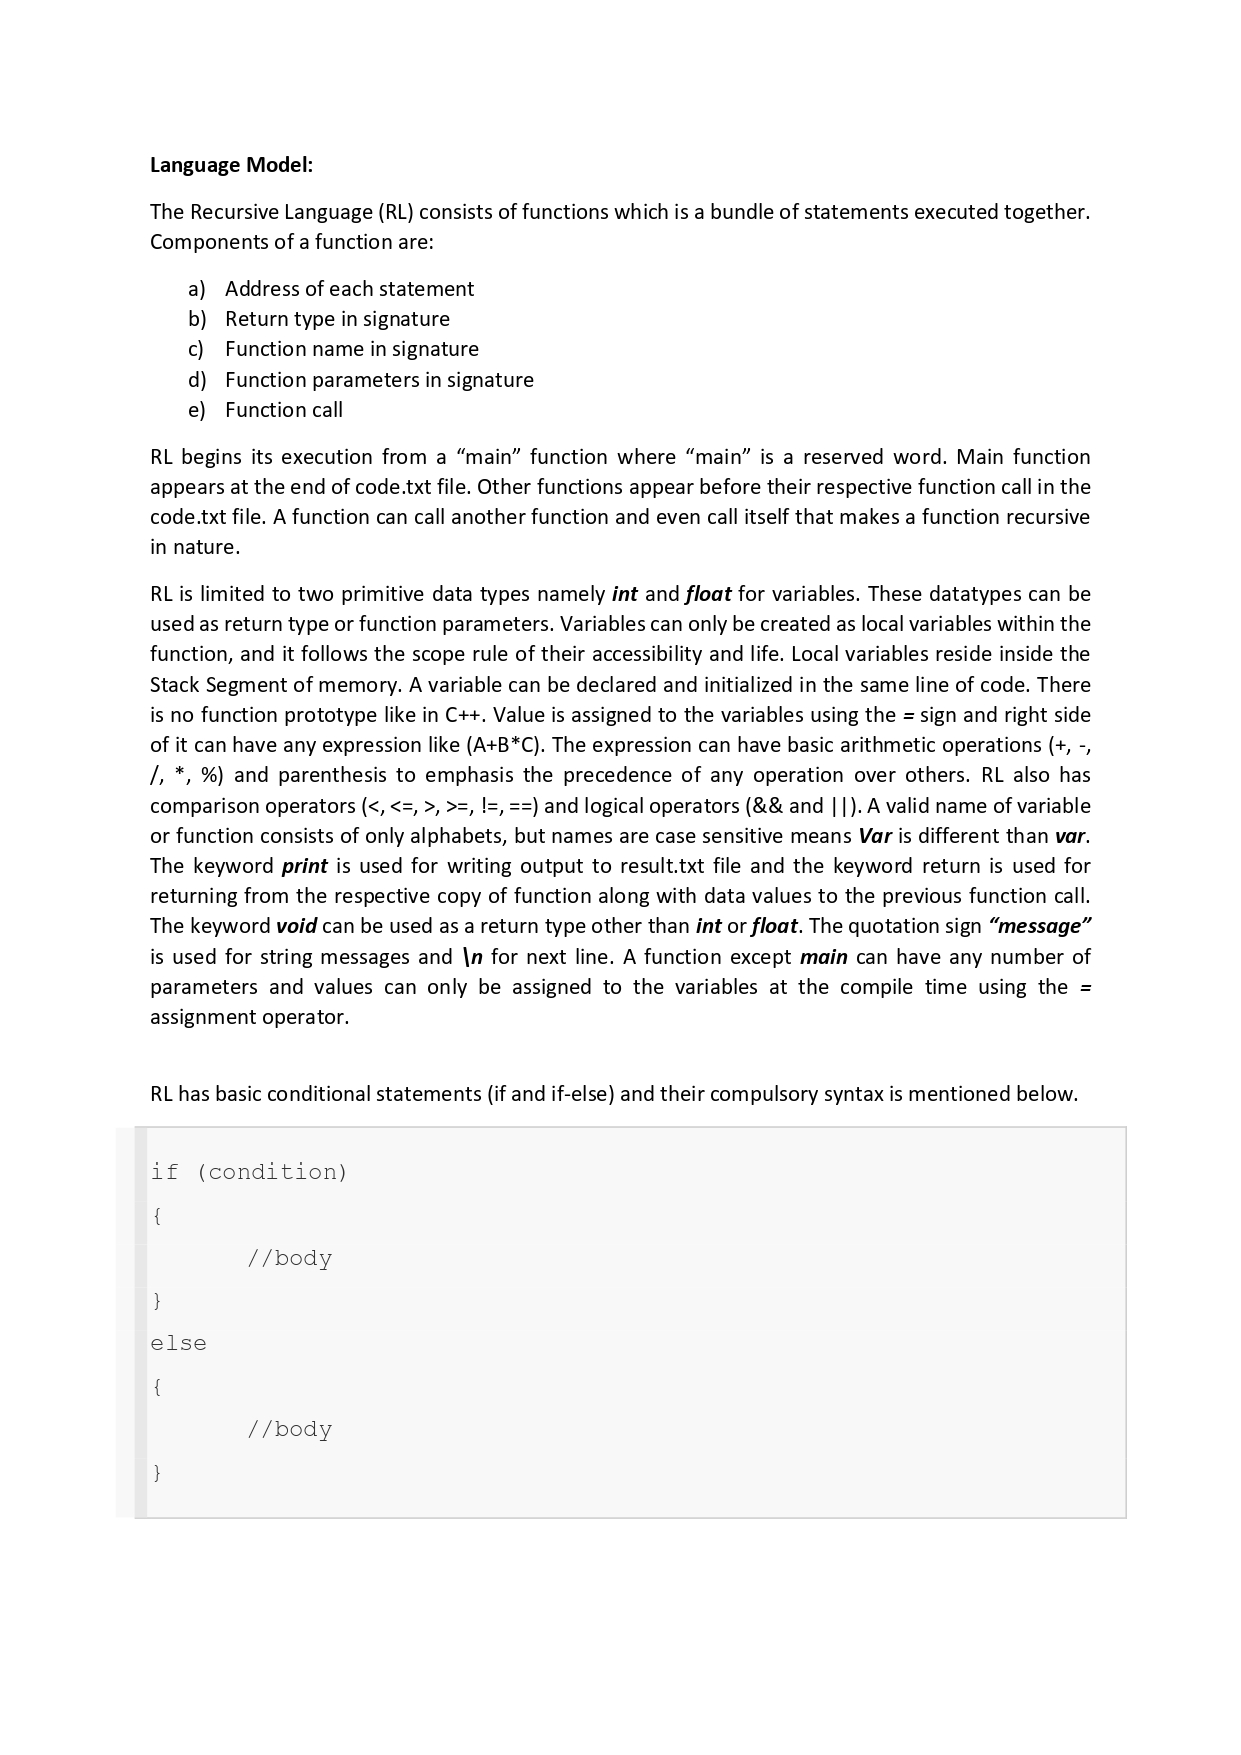 Language Model:
The Recursive Language (RL) consists of functions which is a bundle of statements executed together.
Components of a function are:
a) Address of each statement
b) Return type in signature
c) Function name in signature
d) Function parameters in signature
e) Function call
RL begins its execution from a “main” function where “main” is a reserved word. Main function
appears at the end of code.txt file. Other functions appear before their respective function call in the
code.txt file. A function can call another function and even call itself that makes a function recursive
in nature.
RL is limited to two primitive data types namely int and float for variables. These datatypes can be
used as return type or function parameters. Variables can only be created as local variables within the
function, and it follows the scope rule of their accessibility and life. Local variables reside inside the
Stack Segment of memory. A variable can be declared and initialized in the same line of code. There
is no function prototype like in C++. Value is assigned to the variables using the = sign and right side
of it can have any expression like (A+B*C). The expression can have basic arithmetic operations (+, -,
/, *, %) and parenthesis to emphasis the precedence of any operation over others. RL also has
comparison operators (<, <=, >, >=, !=, ==) and logical operators (&& and ||). A valid name of variable
or function consists of only alphabets, but names are case sensitive means Var is different than var.
The keyword print is used for writing output to result.txt file and the keyword return is used for
returning from the respective copy of function along with data values to the previous function call.
The keyword void can be used as a return type other than int or float. The quotation sign “message”
is used for string messages and \n for next line. A function except main can have any number of
parameters and values can only be assigned to the variables at the compile time using the =
assignment operator.
RL has basic conditional statements (if and if-else) and their compulsory syntax is mentioned below.
if (condition)
{
//body
}
else
{
//body
}